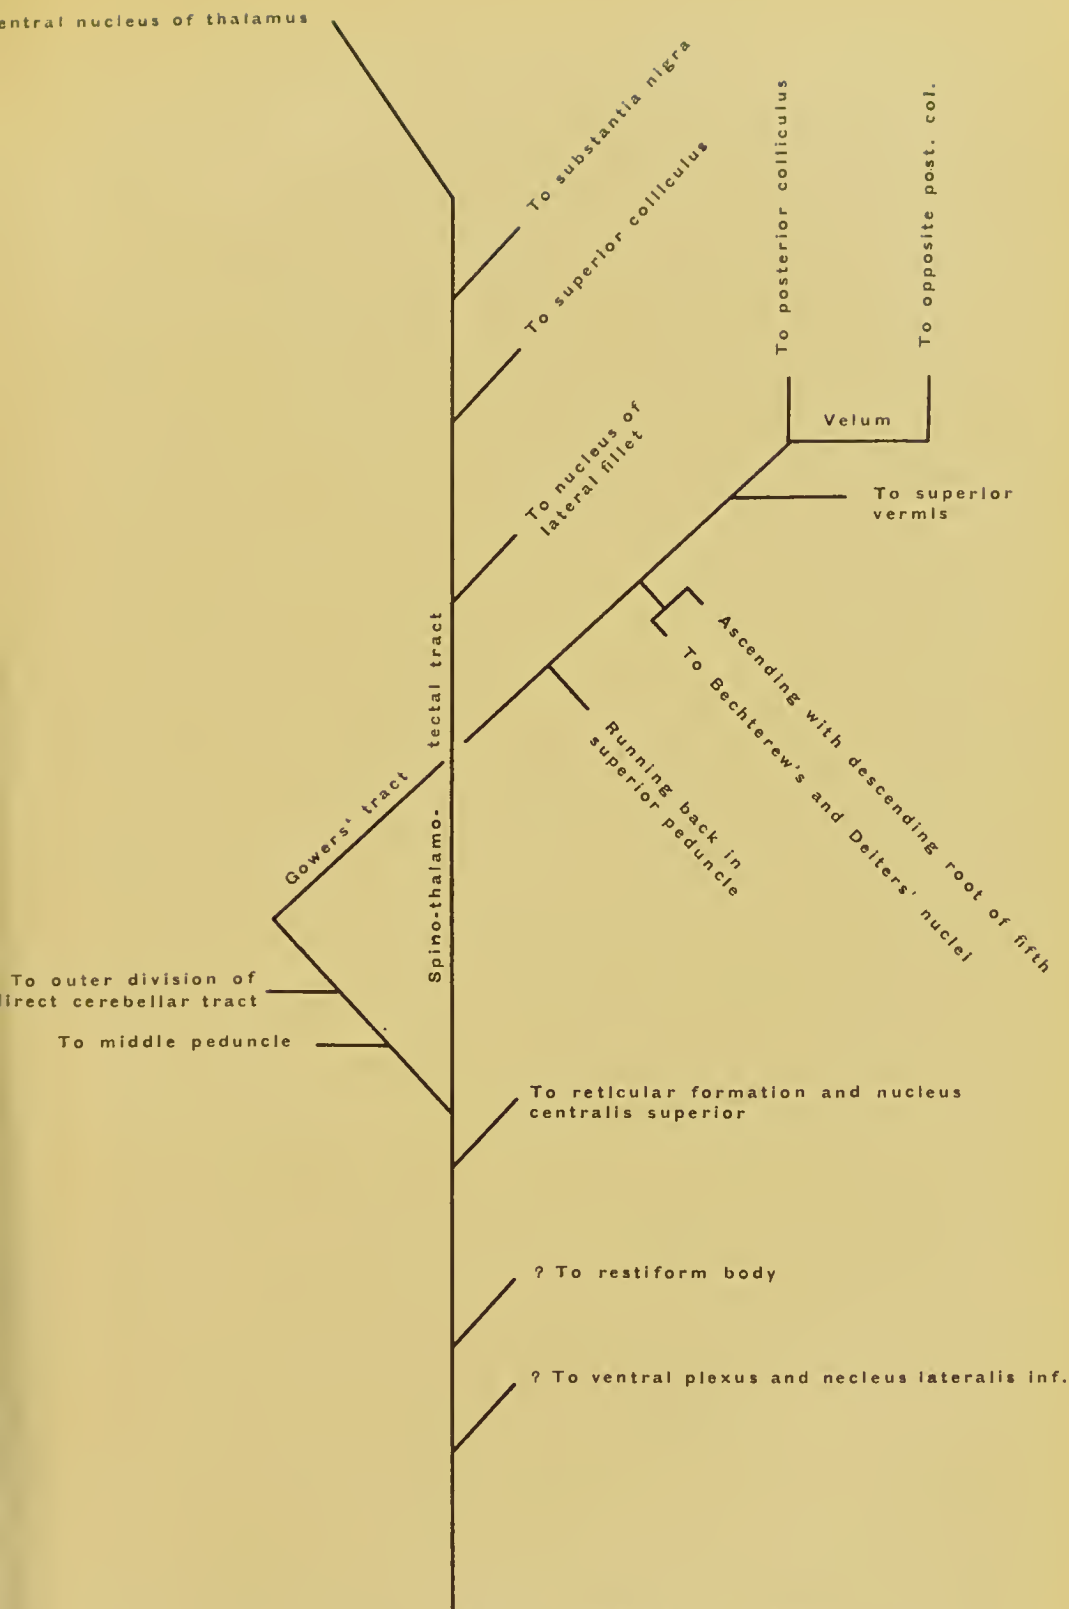 entral nucleus of thalamus
To substantia nigra
To superior colliculus
To posterior colliculus
To opposite post. col.
To nucleus of
lateral fillet
Velum
To superior
vermis
Ascending with descending root of fifth
To Bechterew's and Deiters' nuclei
Running back in
superior peduncle
Spino-thalamo-
tectal tract
Gowers' tract
To outer division of
direct cerebellar tract
To middle peduncle
To reticular formation and nucleus
centralis superior
? To restiform body
? To ventral plexus and necleus lateralis inf.